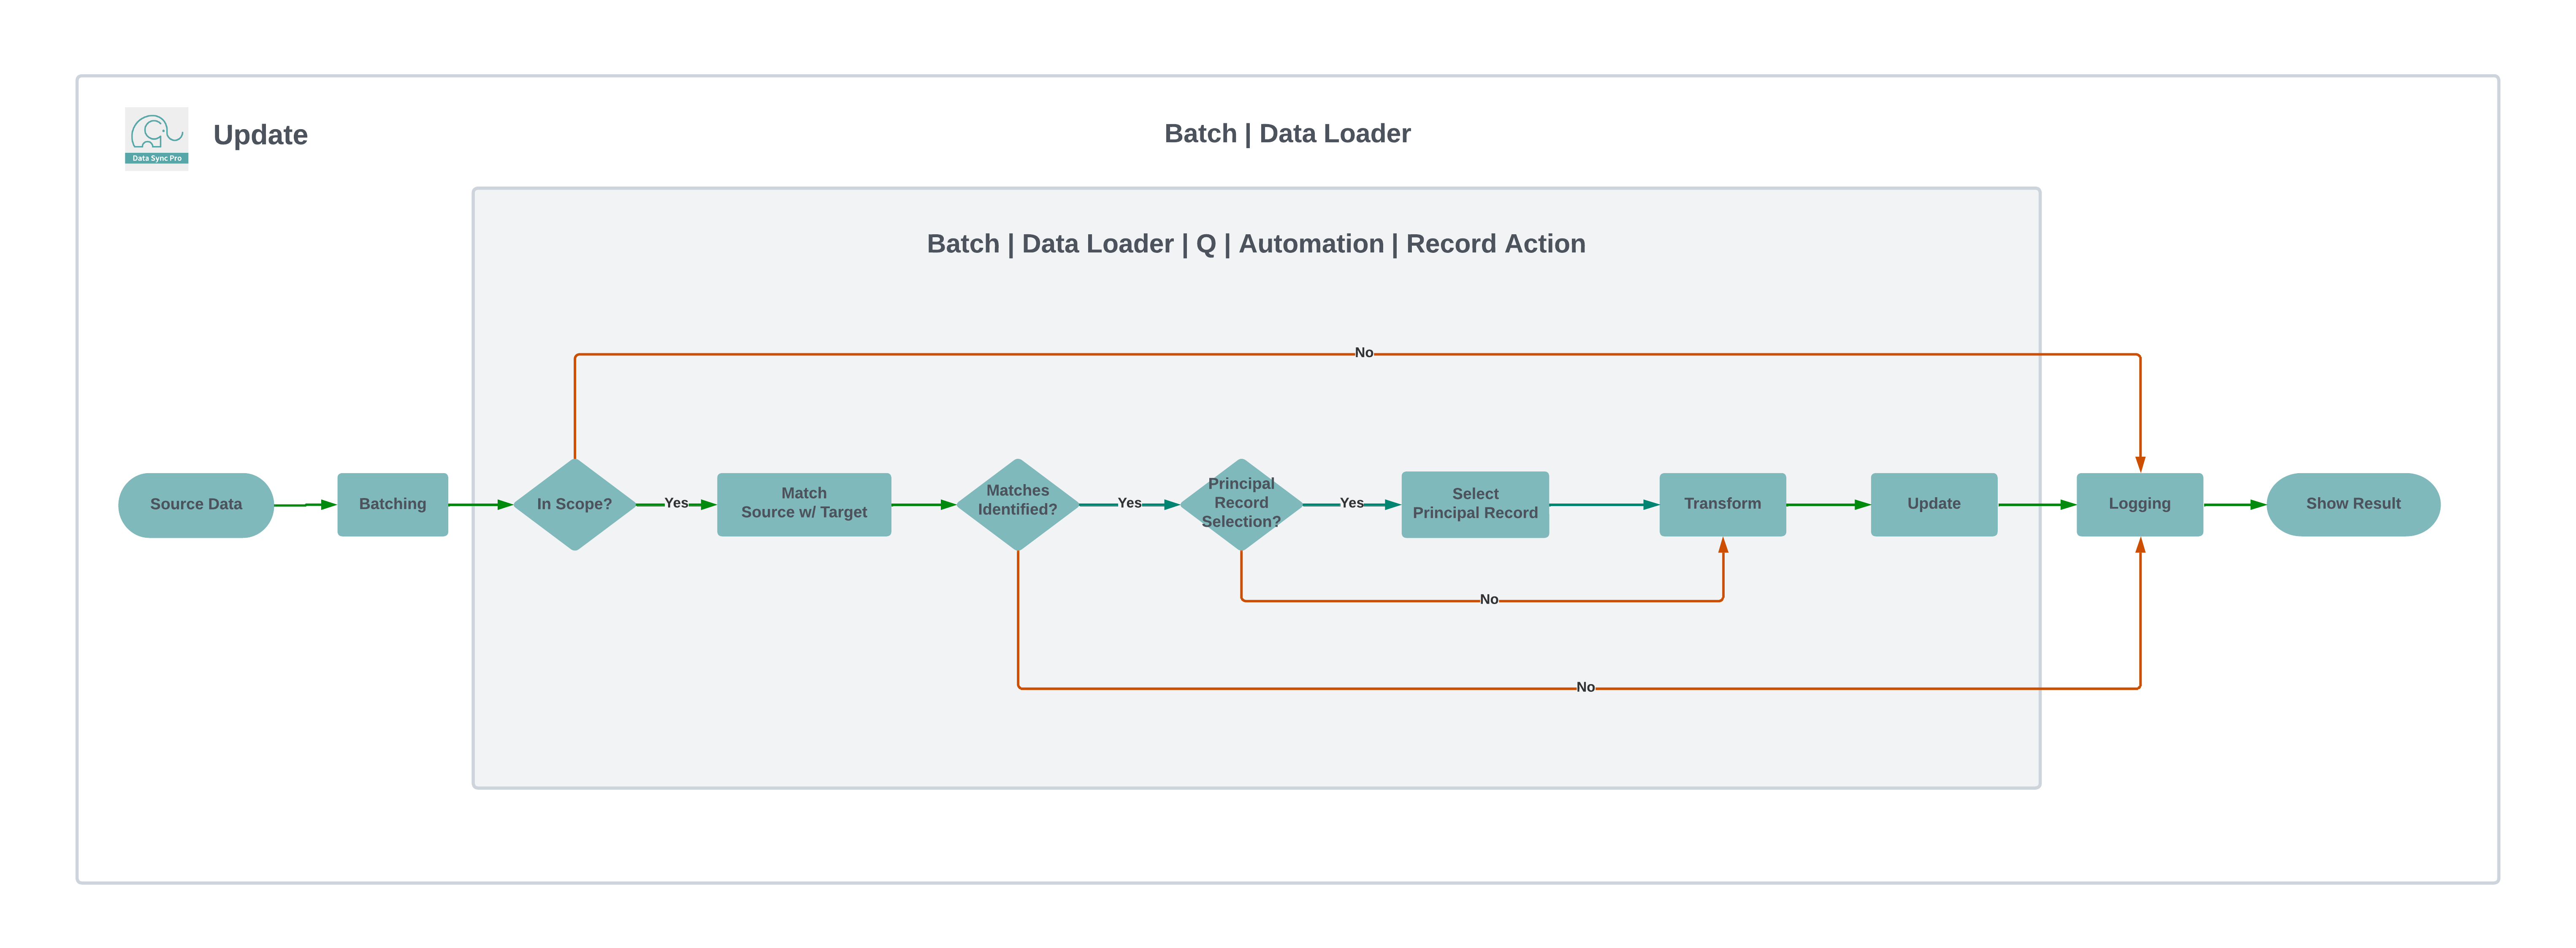 Data Sync Pro
Update
Batch | Data Loader
Batch | Data Loader | Q | Automation | Record Action
No
Source Data
Batching
In Scope?
Yes
Match
Source w/ Target
Matches
Identified?
Yes
Principal
Record
Selection?
Yes
Select
Principal Record
Transform
Update
Logging
Show Result
No
No